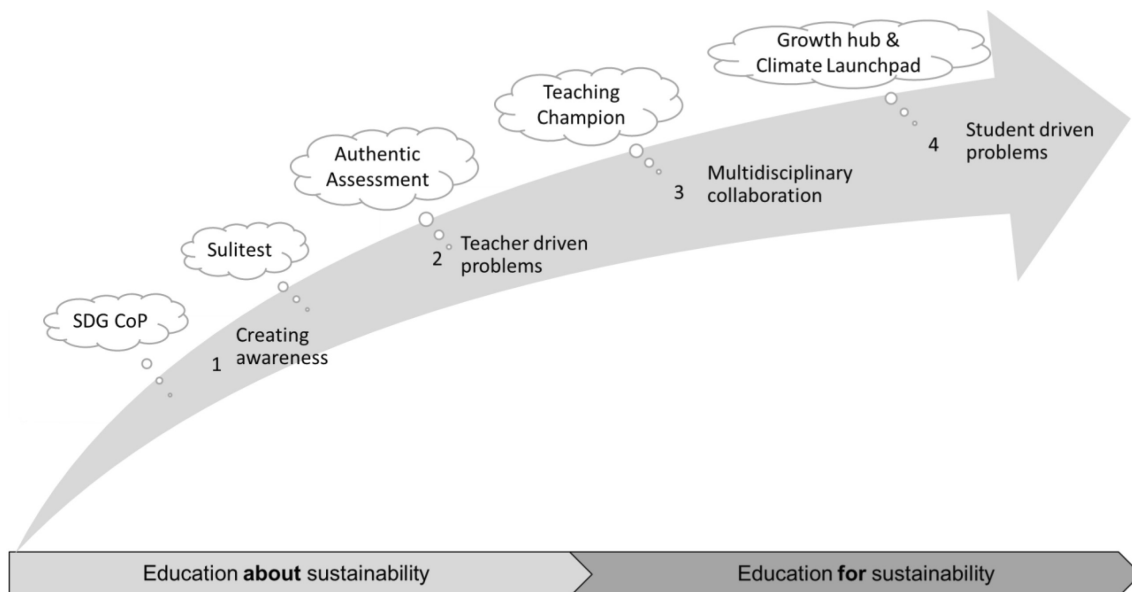 Growth hub &
Climate Launchpad
Teaching
Champion
Authentic
Assessment
Sulitest
SDG CoP
1 Creating
awareness
2 Teacher driven
problems
3 Multidisciplinary
collaboration
4 Student driven
problems
Education about sustainability
Education for sustainability